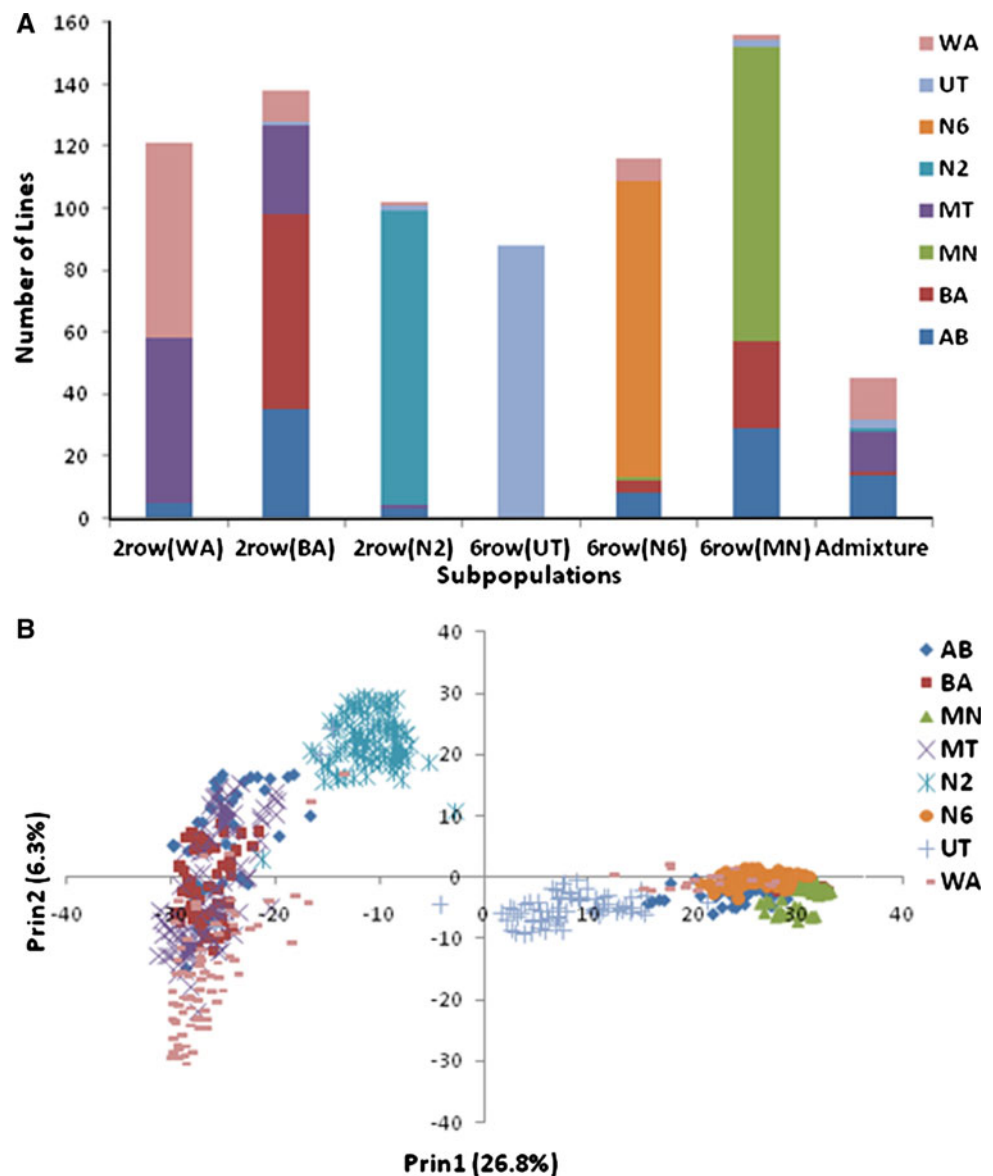 A
160
140
120
100
80
60
40
20
0
Number of Lines
2row(WA) 2row(BA) 2row(N2) 6row(UT) 6row(N6) 6row(MN) Admixture
Subpopulations
WA
UT
N6
N2
MT
MN
BA
AB
B
40
30
20
10
0
-10
-20
-30
-40
-40 -30 -20 -10 0 10 20 30 40
Prin2 (6.3%)
Prin1 (26.8%)
AB
BA
MN
MT
N2
N6
UT
WA